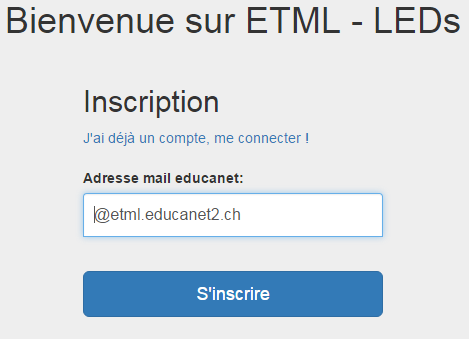 Bienvenue sur ETML - LEDs
Inscription
J'ai déjà un compte, me connecter !
Adresse mail educanet:
@etml.educanet2.ch
S'inscrire